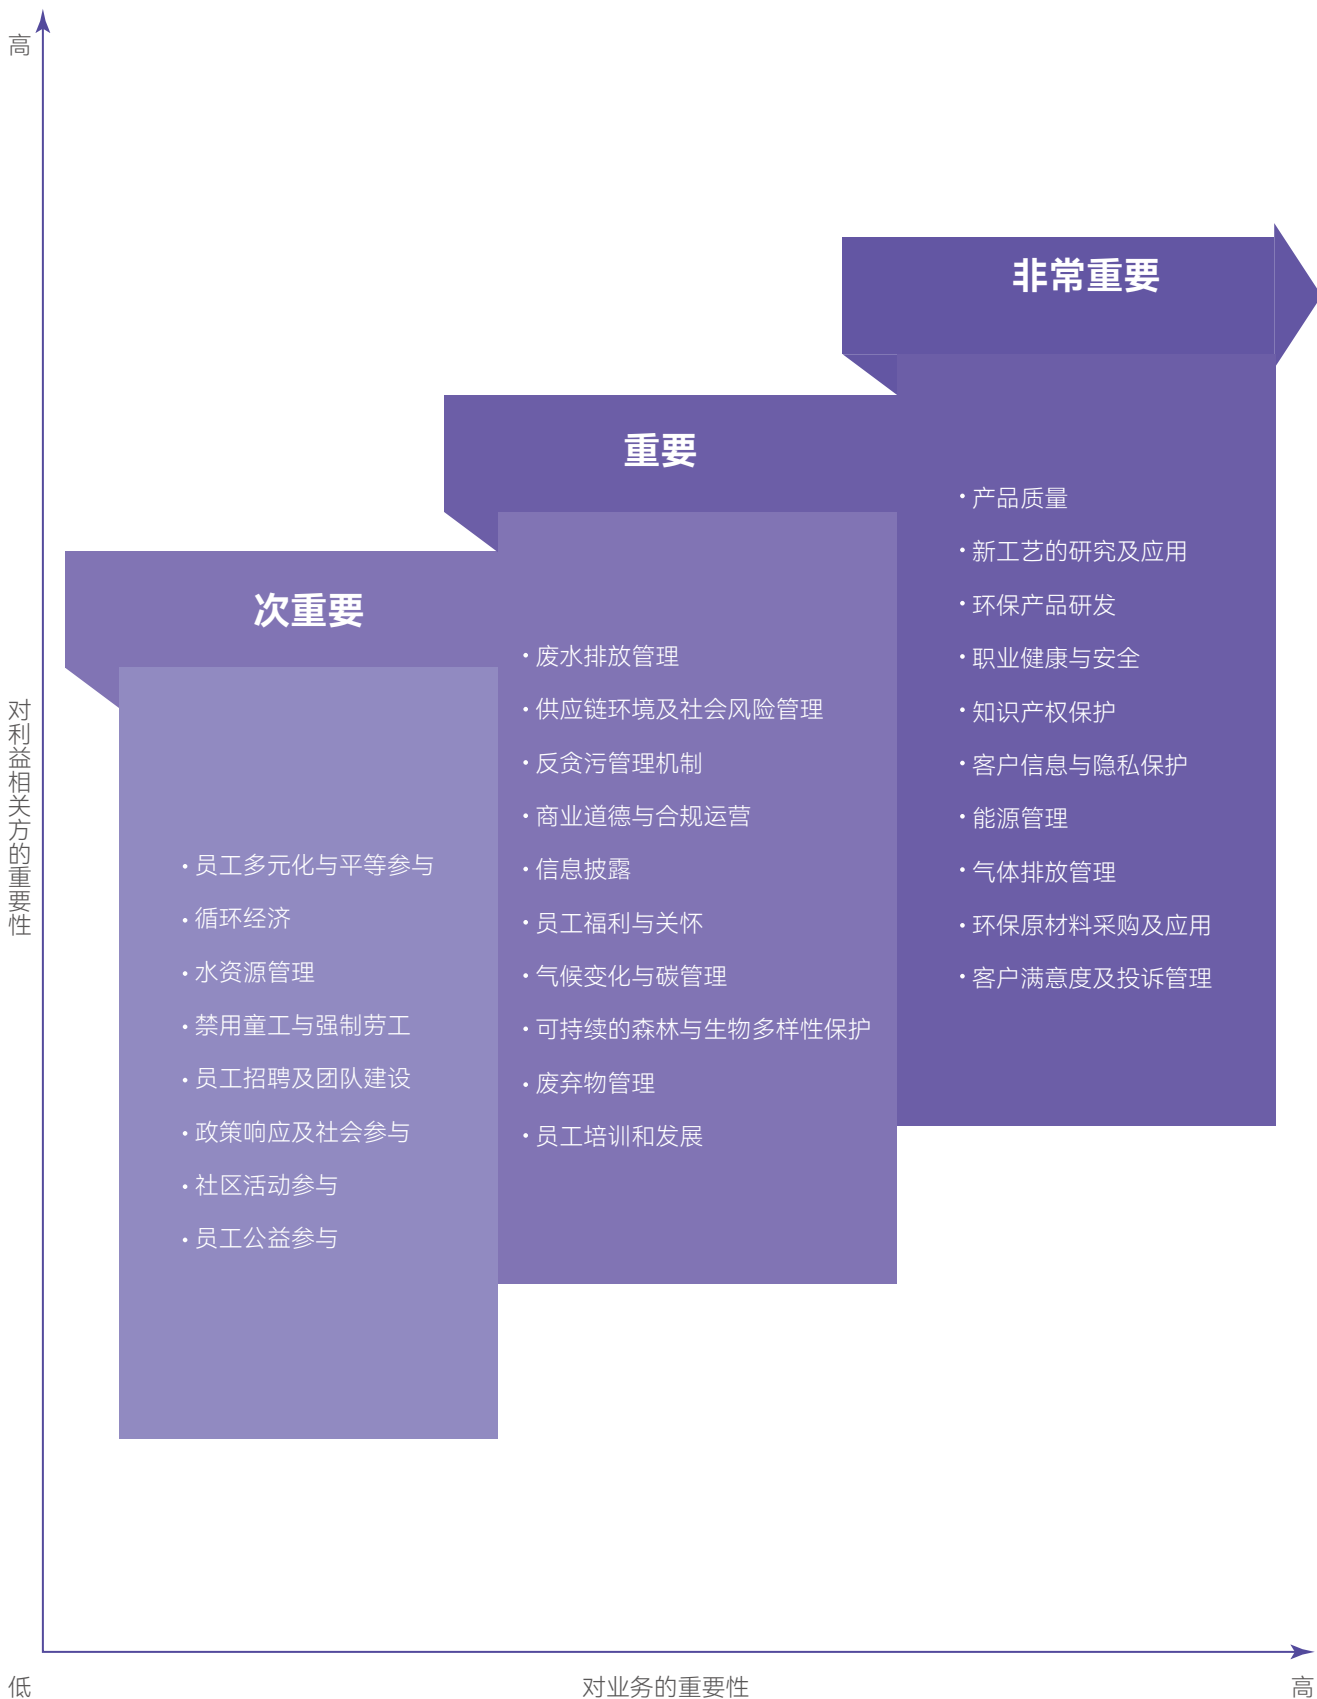 高
对利益相关方的重要性
次重要
• 员工多元化与平等参与
• 循环经济
• 水资源管理
• 禁用童工与强制劳工
• 员工招聘及团队建设
• 政策响应及社会参与
• 社区活动参与
• 员工公益参与
重要
• 废水排放管理
• 供应链环境及社会风险管理
• 反贪污管理机制
• 商业道德与合规运营
• 信息披露
• 员工福利与关怀
• 气候变化与碳管理
• 可持续的森林与生物多样性保护
• 废弃物管理
• 员工培训和发展
非常重要
• 产品质量
• 新工艺的研究及应用
• 环保产品研发
• 职业健康与安全
• 知识产权保护
• 客户信息与隐私保护
• 能源管理
• 气体排放管理
• 环保原材料采购及应用
• 客户满意度及投诉管理
低
对业务的重要性
高